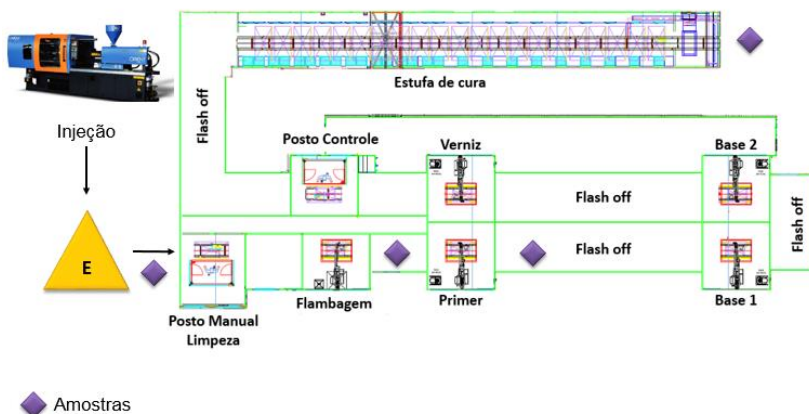 Estufa de cura
Injeção
Flash off
Posto Controle
Verniz
Base 2
Flash off
Flash off
Flash off
E
Flambagem
Primer
Base 1
Posto Manual
Limpeza
Amostras